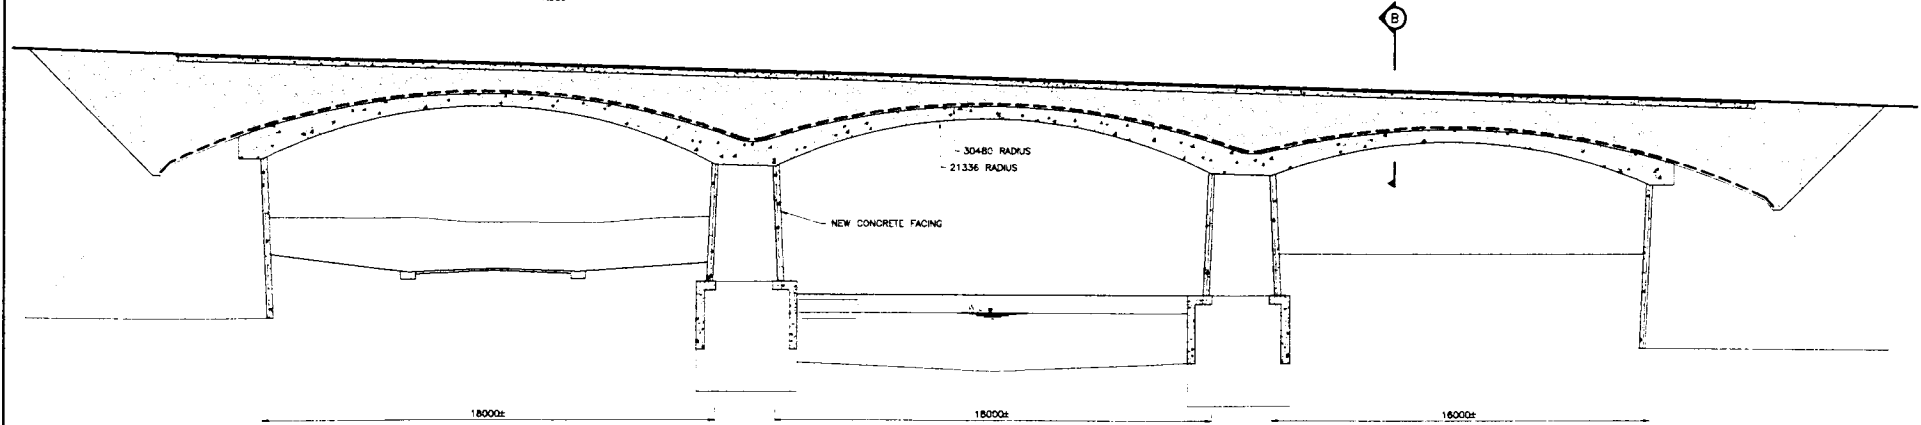 B
30480 RADIUS
21336 RADIUS
NEW CONCRETE FACING
18000±
18000±
16000±